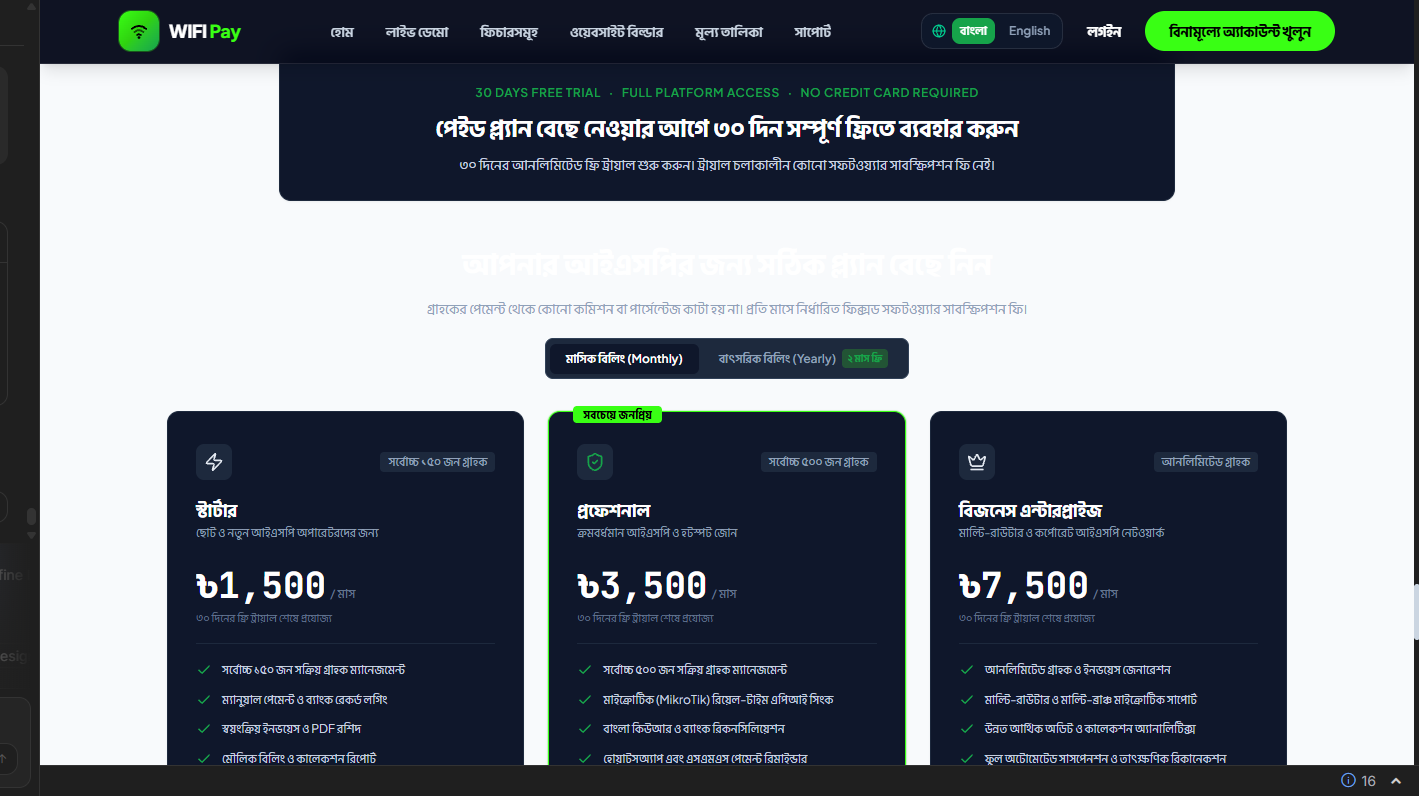 WIFI Pay
হোম
লাইভ ডেমো
ফিচারসমূহ
ওয়েবসাইট বিল্ডার
মূল্য তালিকা
সাপোর্ট
বাংলা
English
লগইন
বিনামূল্যে অ্যাকাউন্ট খুলুন
30 DAYS FREE TRIAL · FULL PLATFORM ACCESS · NO CREDIT CARD REQUIRED
পেইড প্ল্যান বেছে নেওয়ার আগে ৩০ দিন সম্পূর্ণ ফ্রিতে ব্যবহার করুন
৩০ দিনের আনলিমিটেড ফ্রি ট্রায়াল শুরু করুন। ট্রায়াল চলাকালীন কোনো সফটওয়্যার সাবস্ক্রিপশন ফি নেই।
আপনার আইএসপির জন্য সঠিক প্ল্যান বেছে নিন
গ্রাহকের পেমেন্ট থেকে কোনো কমিশন বা পার্সেন্টেজ কাটা হয় না। প্রতি মাসে নির্ধারিত ফিক্সড সফটওয়্যার সাবস্ক্রিপশন ফি।
মাসিক বিলিং (Monthly)
বাৎসরিক বিলিং (Yearly)
২ মাস ফ্রি
সর্বোচ্চ ১৫০ জন গ্রাহক
স্টার্টার
ছোট ও নতুন আইএসপি অপারেটরদের জন্য
৳1,500 / মাস
৩০ দিনের ফ্রি ট্রায়াল শেষে প্রযোজ্য
সর্বোচ্চ ১৫০ জন সক্রিয় গ্রাহক ম্যানেজমেন্ট
ম্যানুয়াল পেমেন্ট ও ব্যাংক রেকর্ড লগিং
স্বয়ংক্রিয় ইনভয়েস ও PDF রশিদ
মৌলিক বিলিং ও কালেকশন রিপোর্ট
সবচেয়ে জনপ্রিয়
সর্বোচ্চ ৫০০ জন গ্রাহক
প্রফেশনাল
ক্রমবর্ধমান আইএসপি ও হটস্পট জোন
৳3,500 / মাস
৩০ দিনের ফ্রি ট্রায়াল শেষে প্রযোজ্য
সর্বোচ্চ ৫০০ জন সক্রিয় গ্রাহক ম্যানেজমেন্ট
মাইক্রোটিক (MikroTik) রিয়েল-টাইম এপিআই সিংক
বাংলা কিউআর ও ব্যাংক রিকনসিলিয়েশন
হোয়াটসঅ্যাপ এবং এসএমএস পেমেন্ট রিমাইন্ডার
আনলিমিটেড গ্রাহক
বিজনেস এন্টারপ্রাইজ
মাল্টি-রাউটার ও কর্পোরেট আইএসপি নেটওয়ার্ক
৳7,500 / মাস
৩০ দিনের ফ্রি ট্রায়াল শেষে প্রযোজ্য
আনলিমিটেড গ্রাহক ও ইনভয়েস জেনারেশন
মাল্টি-রাউটার ও মাল্টি-ব্রাঞ্চ মাইক্রোটিক সাপোর্ট
উন্নত আর্থিক অডিট ও কালেকশন অ্যানালিটিক্স
ফুল অটোমেটেড সাসপেনশন ও তাৎক্ষণিক রিকানেকশন
16